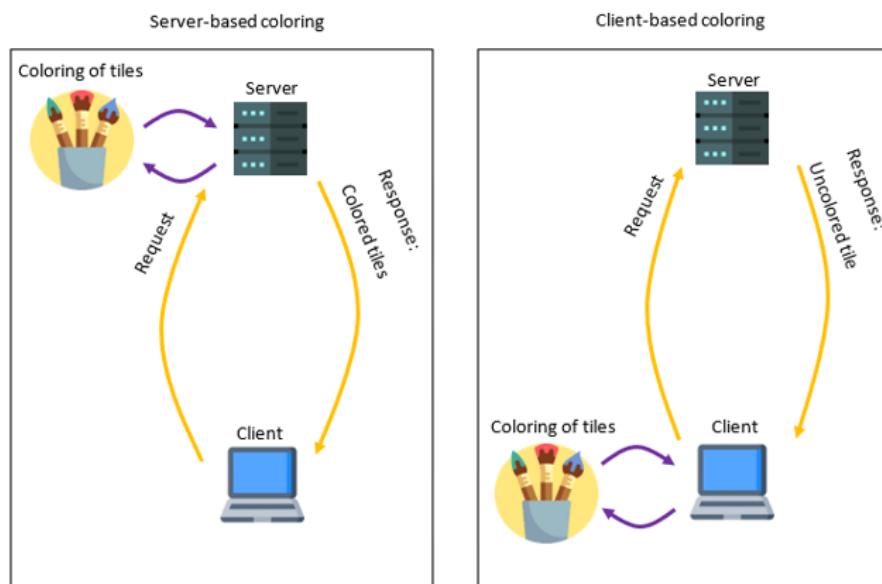 Server-based coloring
Coloring of tiles
Server
Request
Response:
Colored tiles
Client
Client-based coloring
Server
Request
Response:
Uncolored tile
Coloring of tiles
Client